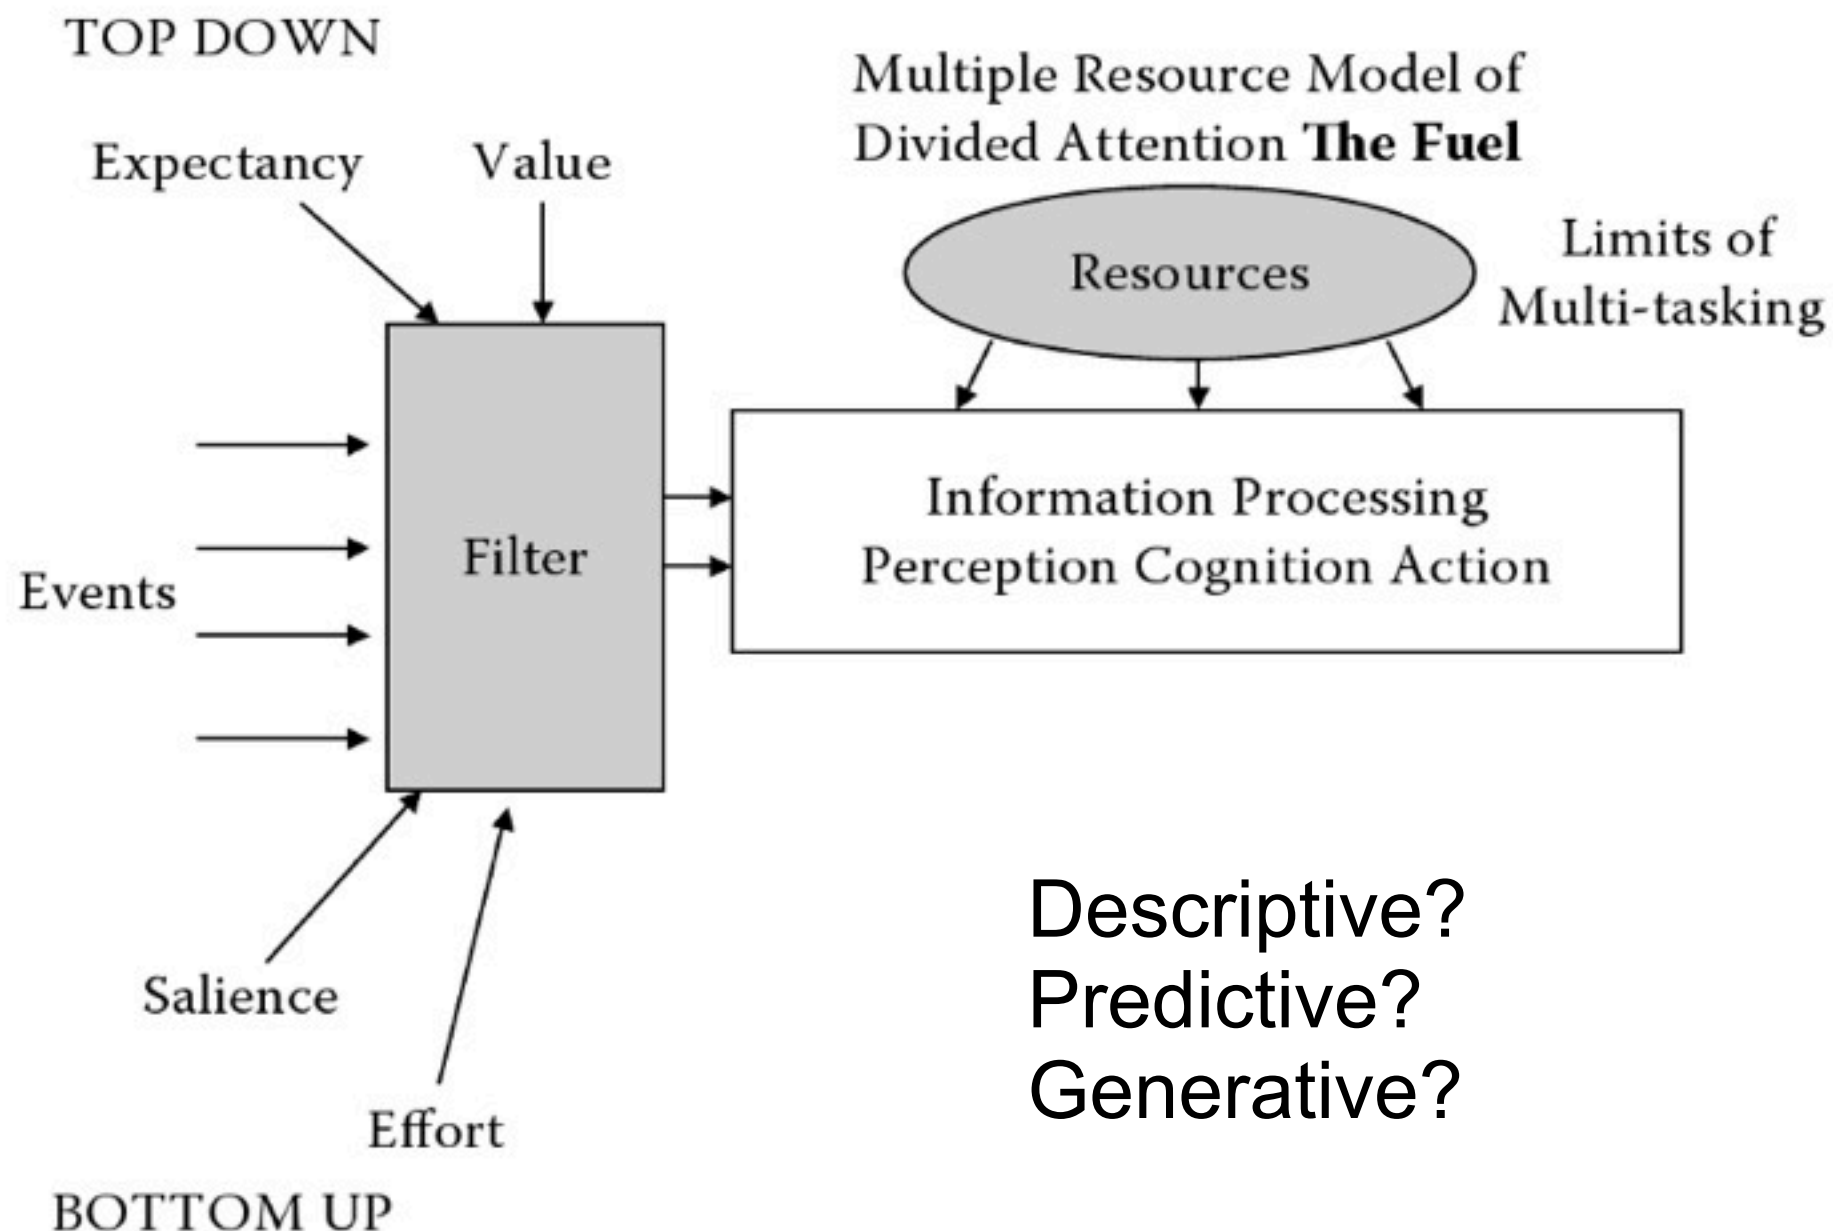 TOP DOWN
Expectancy
Value
Multiple Resource Model of
Divided Attention The Fuel
Resources
Limits of
Multi-tasking
Events
Filter
Information Processing
Perception Cognition Action
Salience
Effort
BOTTOM UP
Descriptive?
Predictive?
Generative?